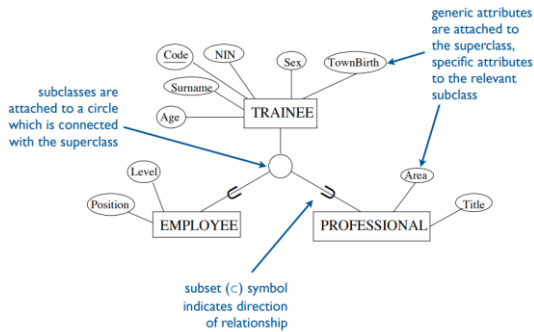 generic attributes
are attached to
the superclass,
specific attributes
to the relevant
subclass
Code
NIN
Sex
TownBirth
Surname
Age
TRAINEE
subclasses are
attached to a circle
which is connected
with the superclass
Level
Position
EMPLOYEE
Area
Title
PROFESSIONAL
subset (⊂) symbol
indicates direction
of relationship